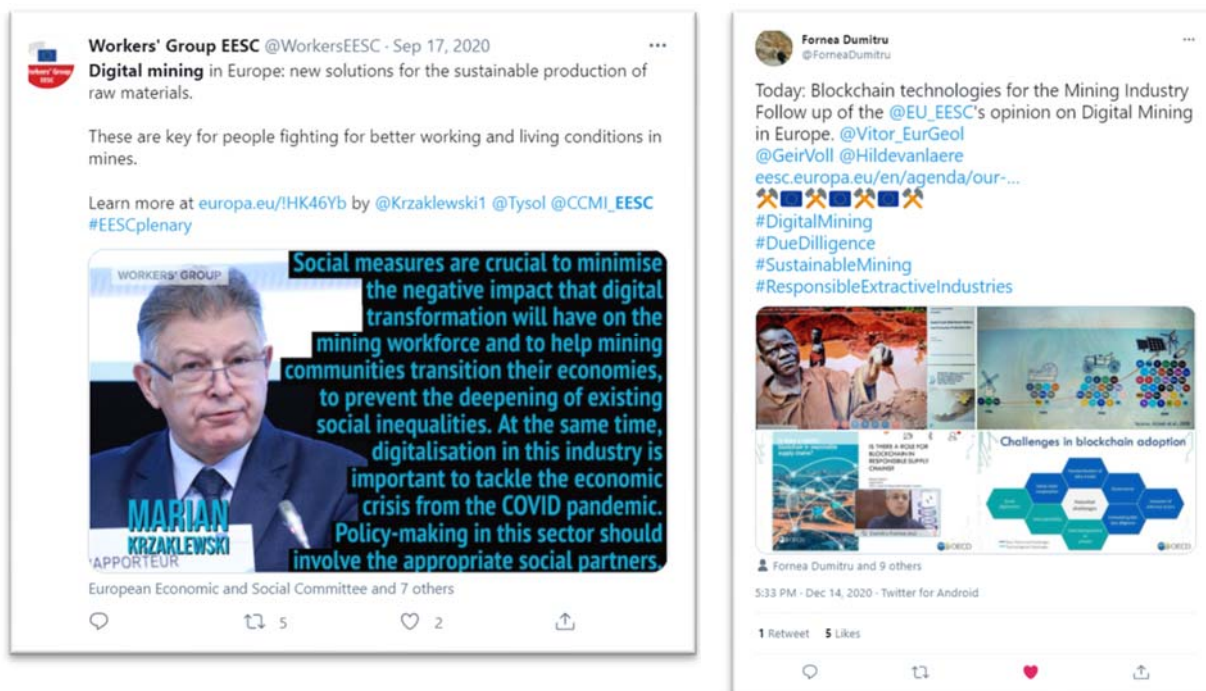 Workers' Group EESC @WorkersEESC · Sep 17, 2020
Digital mining in Europe: new solutions for the sustainable production of
raw materials.
These are key for people fighting for better working and living conditions in
mines.
Learn more at europa.eu/!HK46Yb by @Krzaklewski1 @Tysol @CCMI_EESC
#EESCplenary
WORKERS' GROUP
Social measures are crucial to minimise
the negative impact that digital
transformation will have on the
mining workforce and to help mining
communities transition their economies,
to prevent the deepening of existing
social inequalities. At the same time,
digitalisation in this industry is
important to tackle the economic
crisis from the COVID pandemic.
Policy-making in this sector should
involve the appropriate social partners.
MARIAN
KRZAKLEWSKI
RAPPORTEUR
European Economic and Social Committee and 7 others
5
2
Fornea Dumitru
@ForneaDumitru
Today: Blockchain technologies for the Mining Industry
Follow up of the @EU_EESC's opinion on Digital Mining
in Europe. @Vitor_EurGeol
@GeirVoll @Hildevanlaere
eesc.europa.eu/en/agenda/our-...
#DigitalMining
#DueDilligence
#SustainableMining
#ResponsibleExtractiveIndustries
IS THERE A ROLE FOR
BLOCKCHAIN IN
RESPONSIBLE SUPPLY
CHAINS?
OECD
Challenges in blockchain adoption
Potential
challenges
OECD
Fornea Dumitru and 9 others
5:33 PM · Dec 14, 2020 · Twitter for Android
1 Retweet 5 Likes